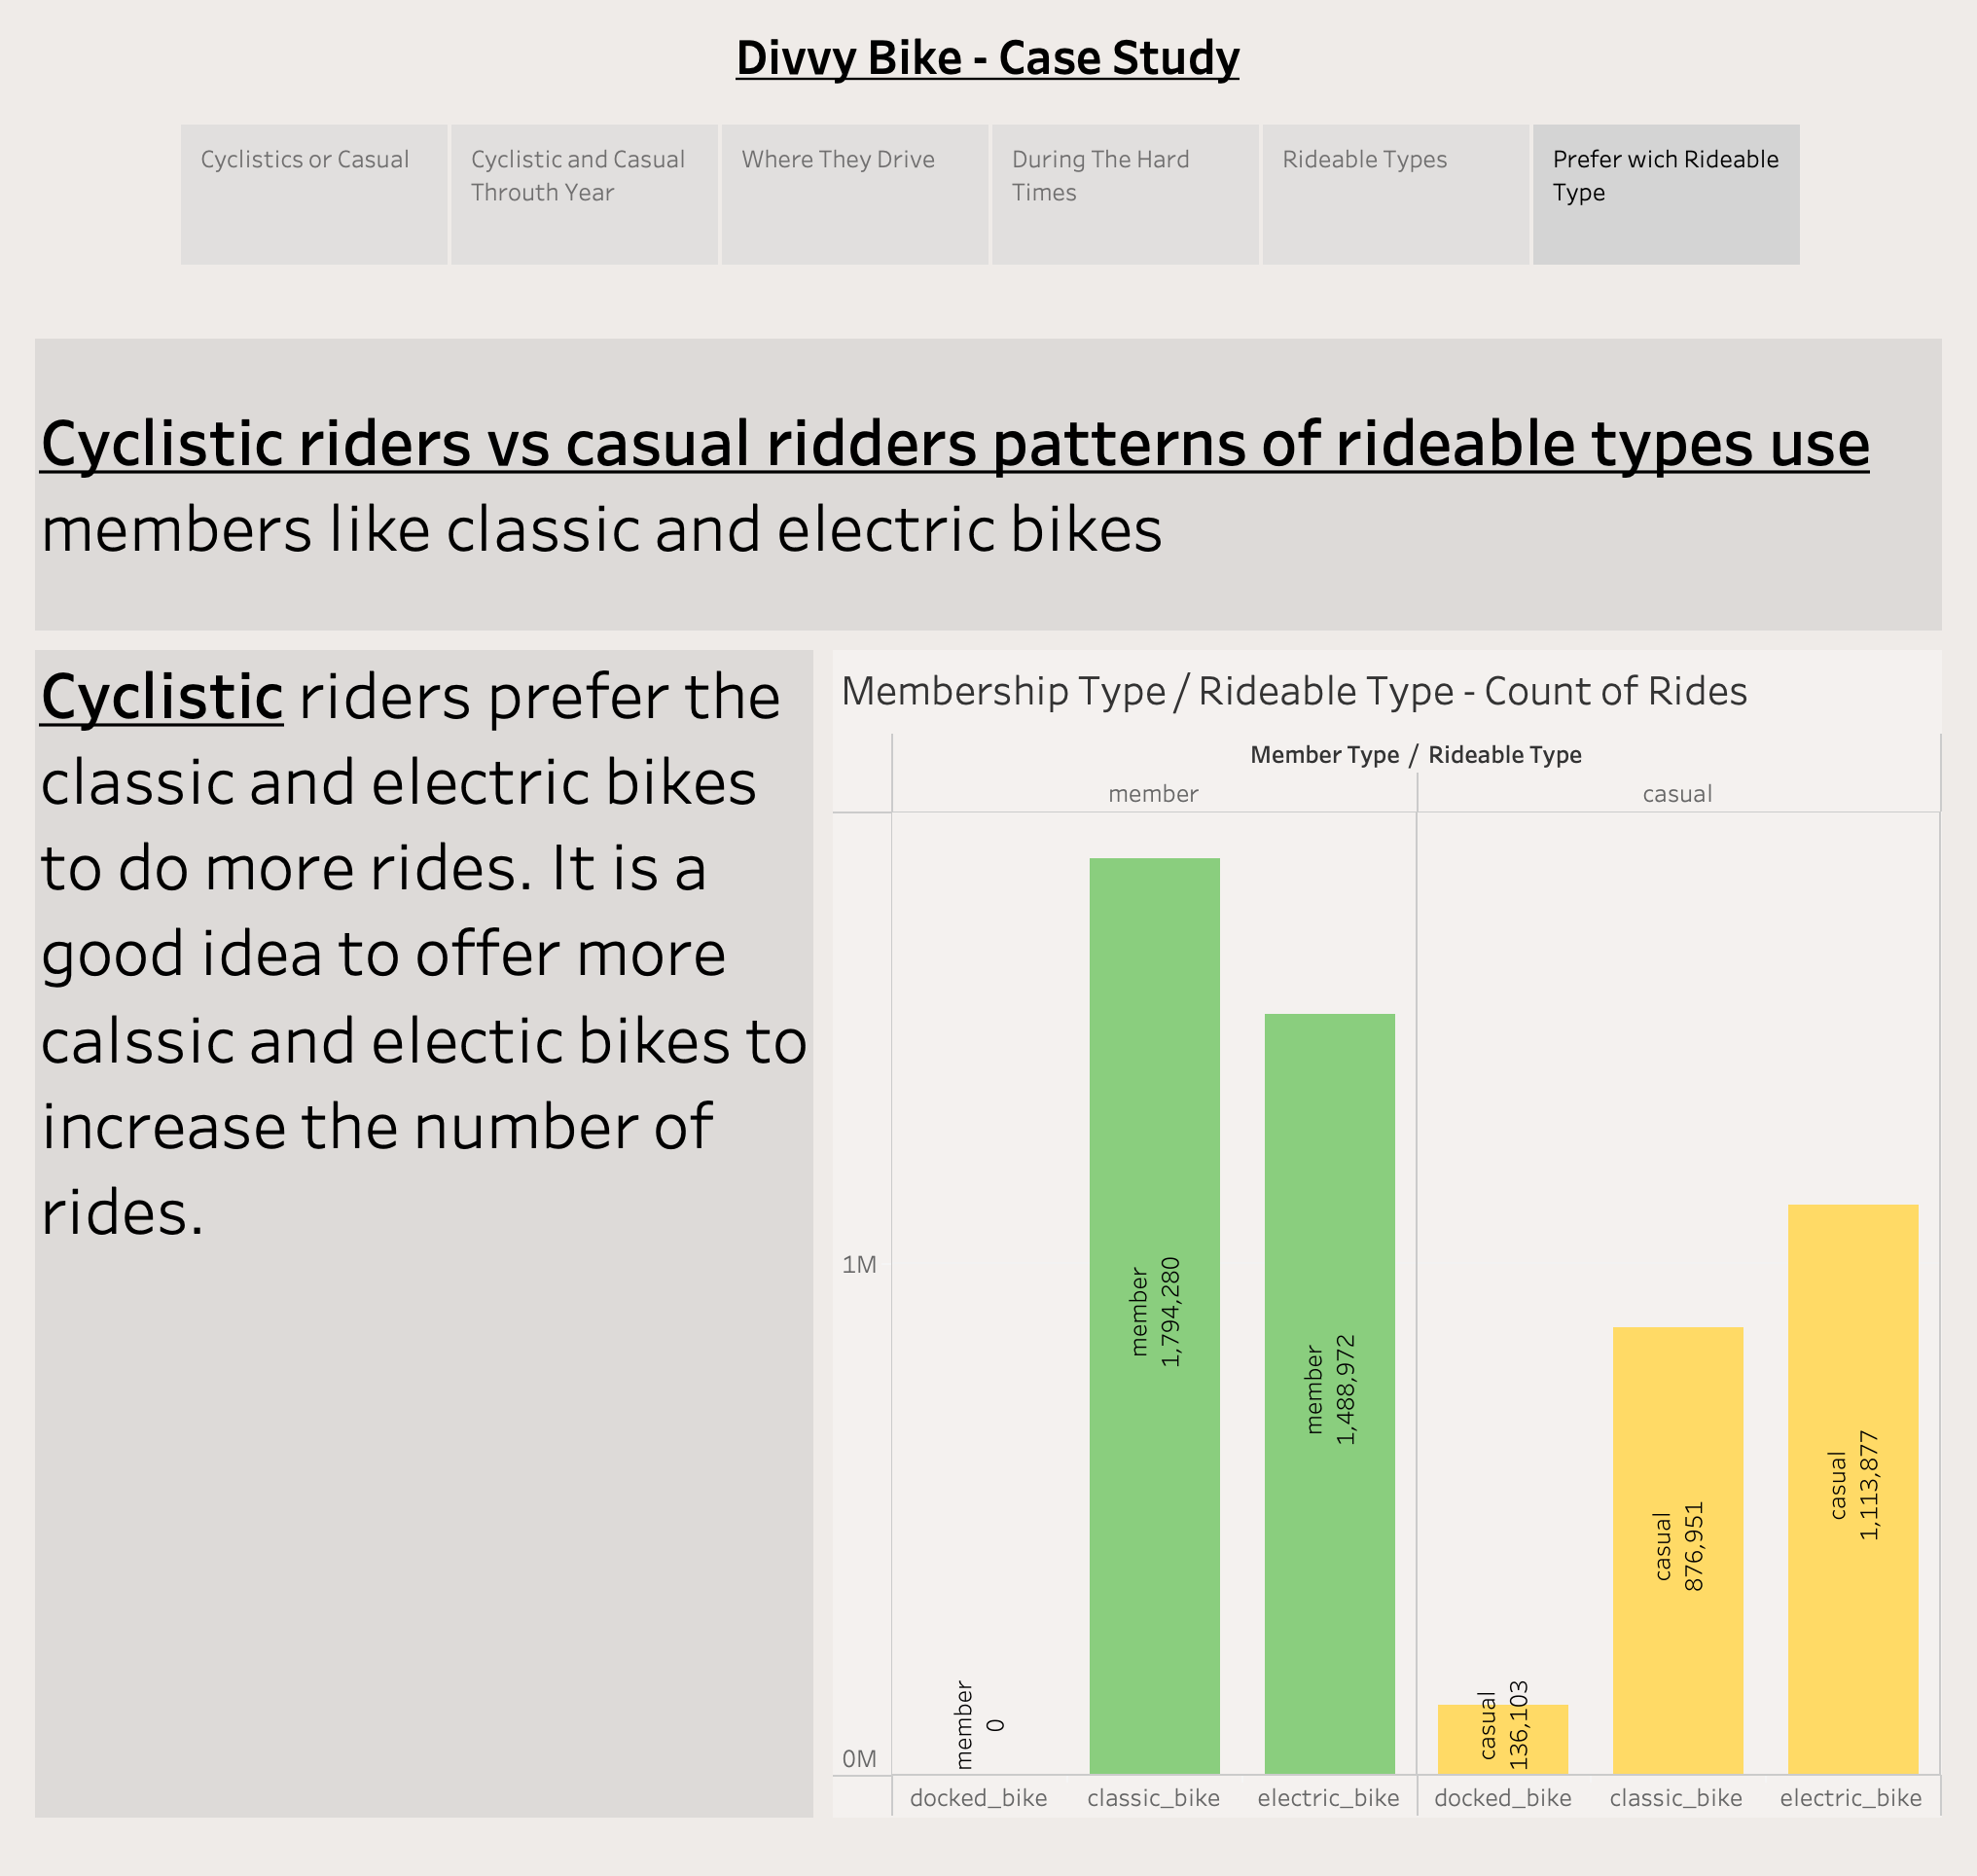 Divvy Bike - Case Study
Cyclistics or Casual
Cyclistic and Casual
Throuth Year
Where They Drive
During The Hard
Times
Rideable Types
Prefer wich Rideable
Type
Cyclistic riders vs casual ridders patterns of rideable types use
members like classic and electric bikes
Cyclistic riders prefer the
classic and electric bikes
to do more rides. It is a
good idea to offer more
calssic and electic bikes to
increase the number of
rides.
Membership Type / Rideable Type - Count of Rides
Member Type / Rideable Type
member
casual
1M
0M
member
0
member
1,794,280
member
1,488,972
casual
136,103
casual
876,951
casual
1,113,877
docked_bike
classic_bike
electric_bike
docked_bike
classic_bike
electric_bike